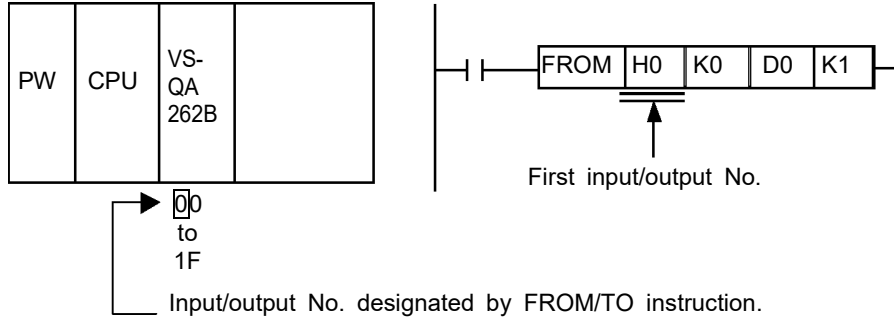 PW
CPU
VS-
QA
262B
FROM H0 K0 D0 K1
First input/output No.
00
to
1F
Input/output No. designated by FROM/TO instruction.